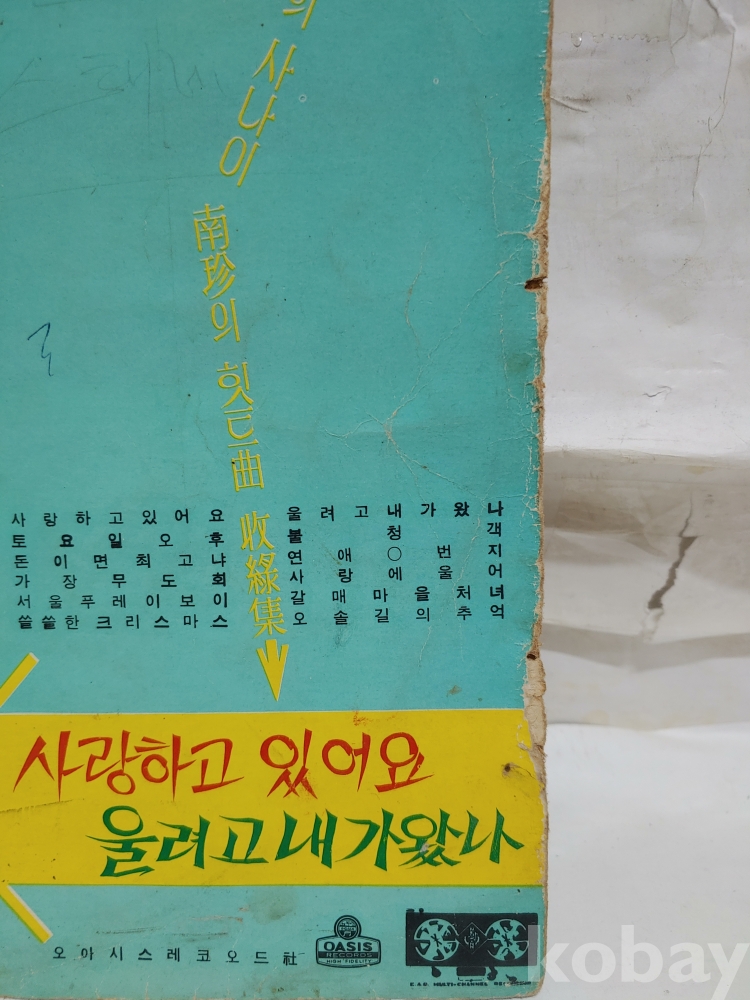 의 사나이
南珍의 힛트曲 收綠集
사랑하고있어요
토요일오후
돈이면최고냐
가장무도회
서울푸레이보이
쓸쓸한크리스마스
울려고내가왔나
불청객
연애○번지
사랑에울어
갈매마을처녀
오솔길의추억
사랑하고 있어요
울려고 내가 왔나
오아시스레코오드社
OASIS
RECORDS
HIGH FIDELITY
MULTI-CHANNEL
kobay